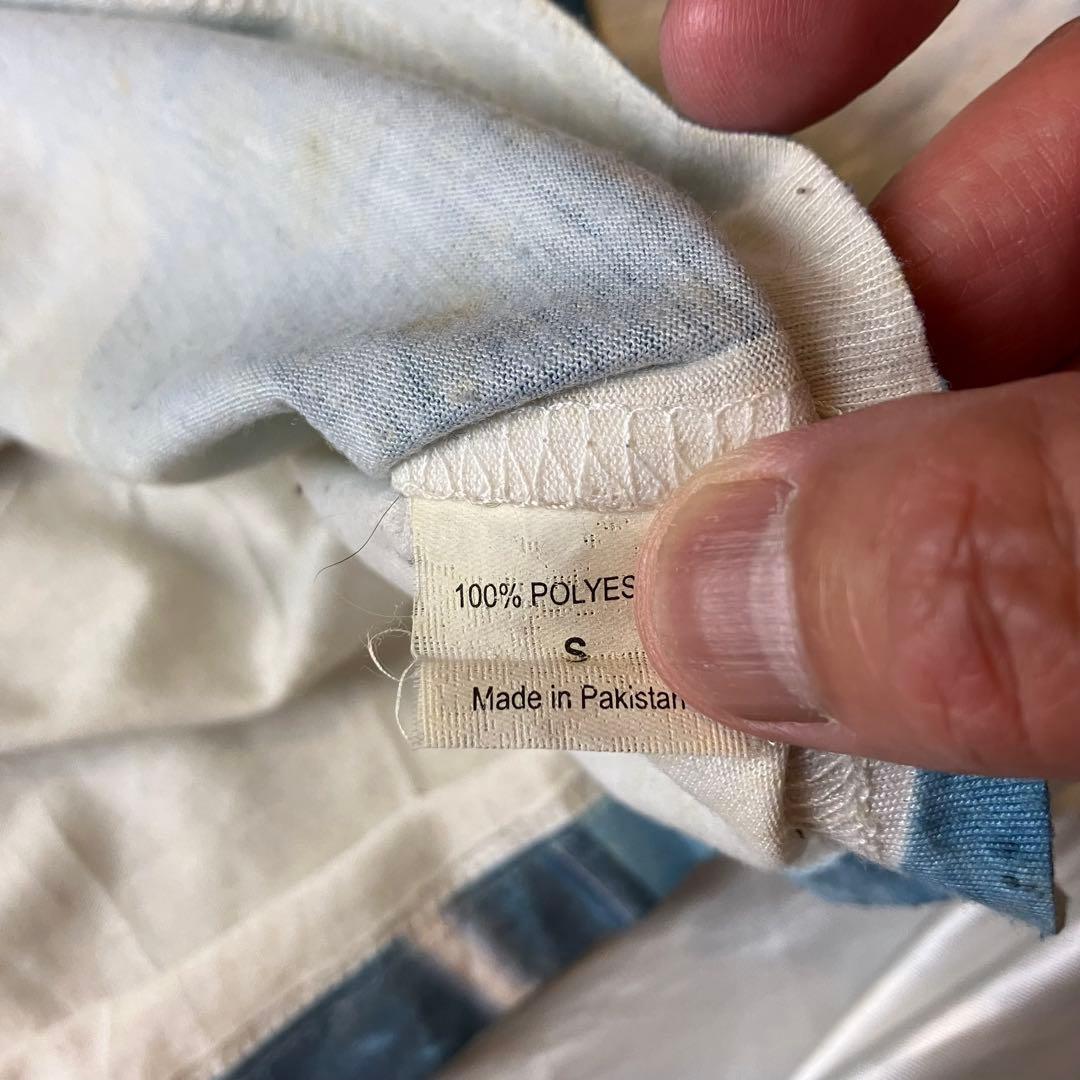 100% POLYES
S
Made in Pakistan